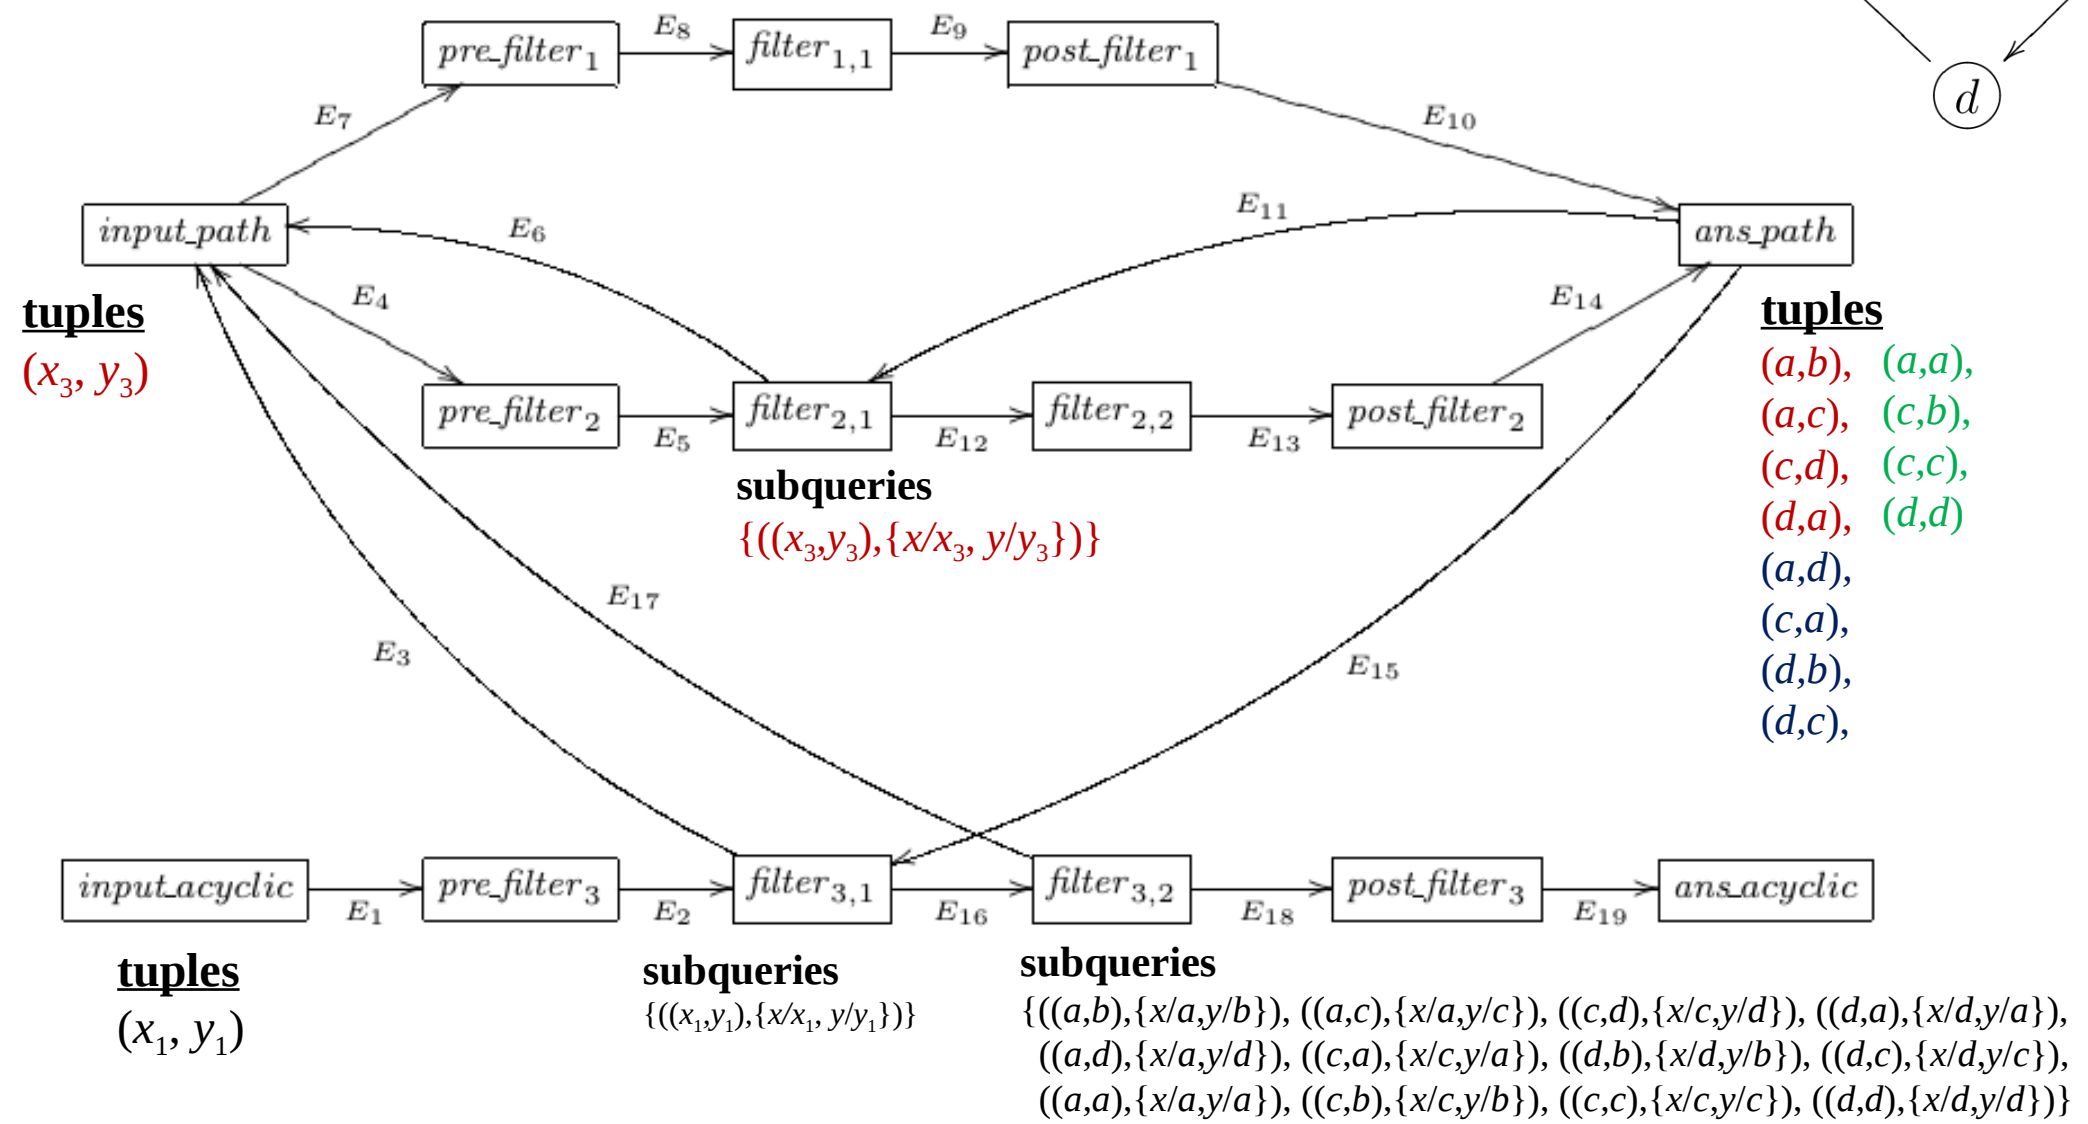 E₈ E₉
pre_filter₁ filter₁,₁ post_filter₁
d
E₇ E₁₀
E₁₁
input_path E₆ ans_path
E₄ E₁₄
tuples tuples
(x₃, y₃)
(a,b), (a,a),
(a,c), (c,b),
(c,d), (c,c),
(d,a), (d,d)
(a,d),
(c,a),
(d,b),
(d,c),
pre_filter₂ filter₂,₁ filter₂,₂ post_filter₂
E₅ E₁₂ E₁₃
subqueries
{((x₃,y₃),{x/x₃, y/y₃})}
E₁₇
E₃ E₁₅
input_acyclic pre_filter₃ filter₃,₁ filter₃,₂ post_filter₃ ans_acyclic
E₁ E₂ E₁₆ E₁₈ E₁₉
tuples
(x₁, y₁)
subqueries
{((x₁,y₁),{x/x₁, y/y₁})}
subqueries
{((a,b),{x/a,y/b}), ((a,c),{x/a,y/c}), ((c,d),{x/c,y/d}), ((d,a),{x/d,y/a}),
((a,d),{x/a,y/d}), ((c,a),{x/c,y/a}), ((d,b),{x/d,y/b}), ((d,c),{x/d,y/c}),
((a,a),{x/a,y/a}), ((c,b),{x/c,y/b}), ((c,c),{x/c,y/c}), ((d,d),{x/d,y/d})}